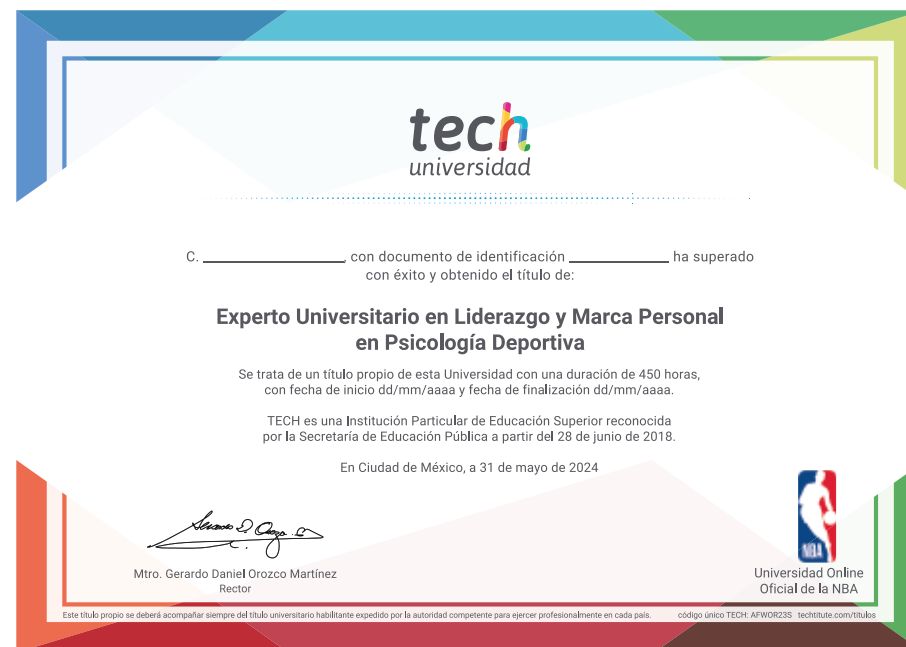 tech
universidad
C. ____________, con documento de identificación ____________ ha superado
con éxito y obtenido el título de:
Experto Universitario en Liderazgo y Marca Personal
en Psicología Deportiva
Se trata de un título propio de esta Universidad con una duración de 450 horas,
con fecha de inicio dd/mm/aaaa y fecha de finalización dd/mm/aaaa.
TECH es una Institución Particular de Educación Superior reconocida
por la Secretaría de Educación Pública a partir del 28 de junio de 2018.
En Ciudad de México, a 31 de mayo de 2024
Mtro. Gerardo Daniel Orozco Martínez
Rector
NBA
Universidad Online
Oficial de la NBA
Este título propio se deberá acompañar siempre del título universitario habilitante expedido por la autoridad competente para ejercer profesionalmente en cada país.
código único TECH: AFWOR23S techtitute.com/titulos